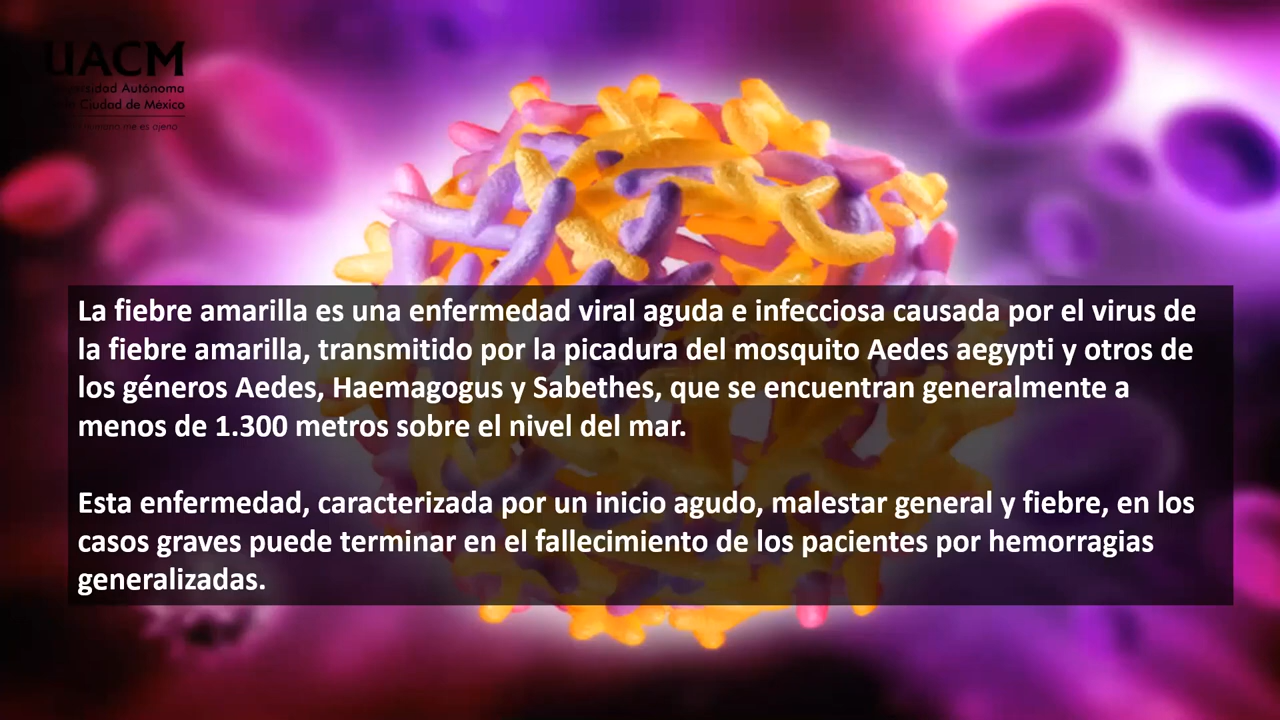 UACM
Universidad Autónoma
de la Ciudad de México
humano me es ajeno
La fiebre amarilla es una enfermedad viral aguda e infecciosa causada por el virus de
la fiebre amarilla, transmitido por la picadura del mosquito Aedes aegypti y otros de
los géneros Aedes, Haemagogus y Sabethes, que se encuentran generalmente a
menos de 1.300 metros sobre el nivel del mar.
Esta enfermedad, caracterizada por un inicio agudo, malestar general y fiebre, en los
casos graves puede terminar en el fallecimiento de los pacientes por hemorragias
generalizadas.